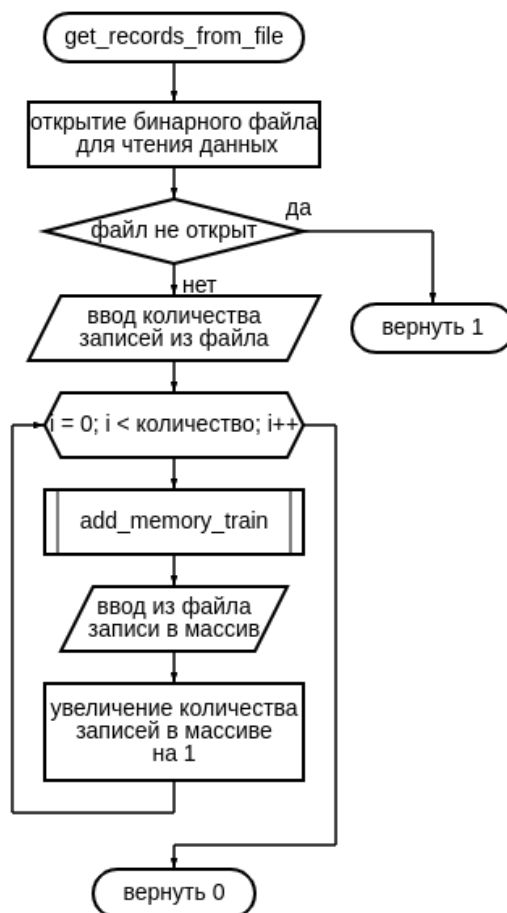 get_records_from_file
открытие бинарного файла
для чтения данных
да
файл не открыт
нет
ввод количества
записей из файла
вернуть 1
i = 0; i < количество; i++
add_memory_train
ввод из файла
записи в массив
увеличение количества
записей в массиве
на 1
вернуть 0